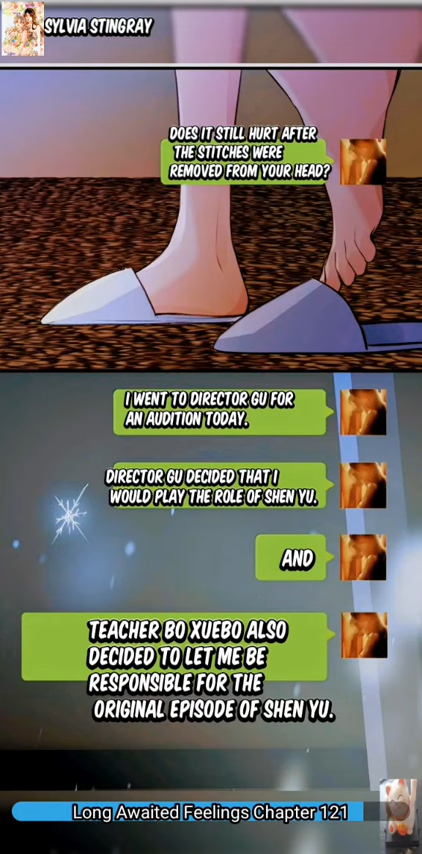 SYLVIA STINGRAY
DOES IT STILL HURT AFTER
THE STITCHES WERE
REMOVED FROM YOUR HEAD?
I WENT TO DIRECTOR GU FOR
AN AUDITION TODAY.
DIRECTOR GU DECIDED THAT I
WOULD PLAY THE ROLE OF SHEN YU.
AND
TEACHER BO XUEBO ALSO
DECIDED TO LET ME BE
RESPONSIBLE FOR THE
ORIGINAL EPISODE OF SHEN YU.
Long Awaited Feelings Chapter 121